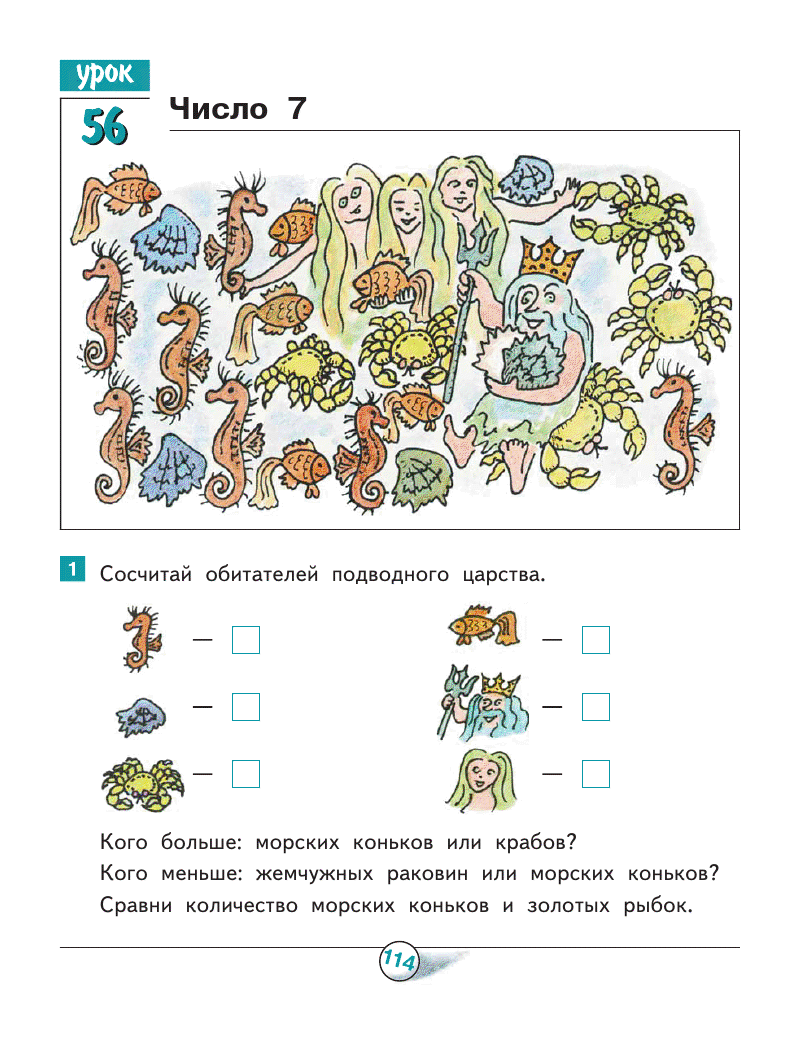 урок
56
Число 7
1 Сосчитай обитателей подводного царства.
— —
— —
— —
Кого больше: морских коньков или крабов?
Кого меньше: жемчужных раковин или морских коньков?
Сравни количество морских коньков и золотых рыбок.
114